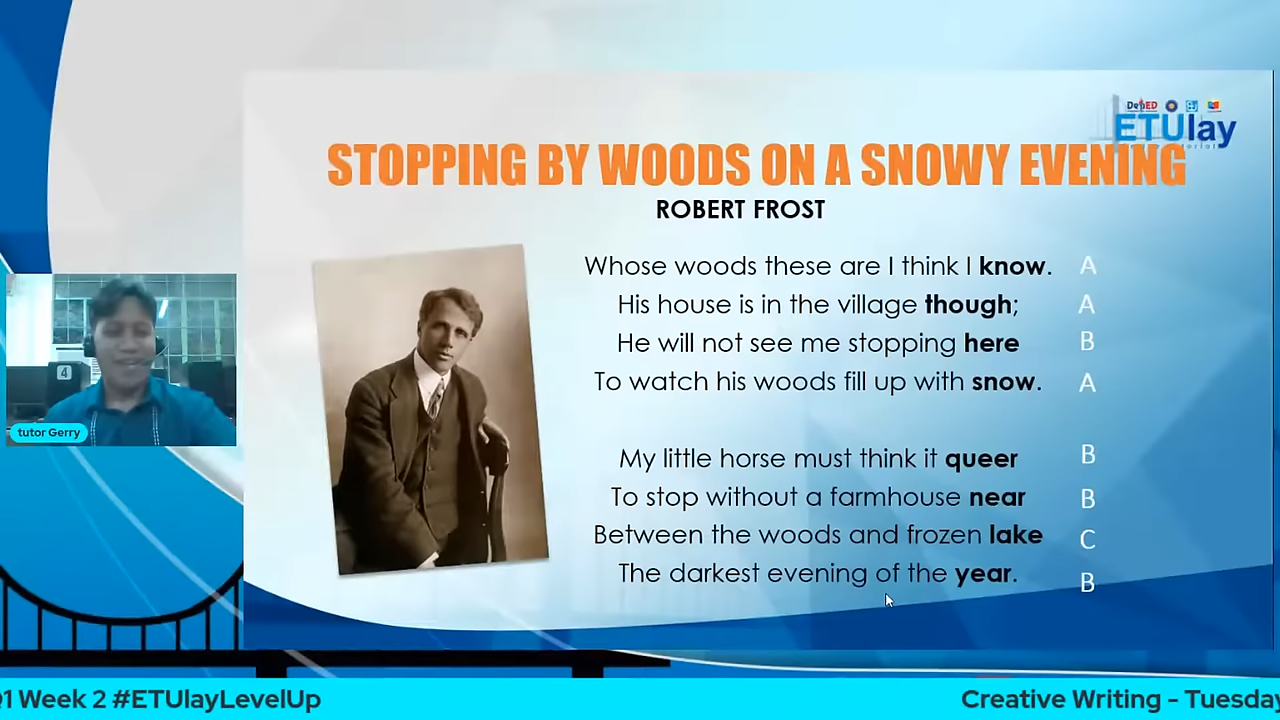 DepED
ETUlay
STOPPING BY WOODS ON A SNOWY EVENING
ROBERT FROST
Whose woods these are I think I know. A
His house is in the village though; A
He will not see me stopping here B
To watch his woods fill up with snow. A
My little horse must think it queer B
To stop without a farmhouse near B
Between the woods and frozen lake C
The darkest evening of the year. B
4
tutor Gerry
Q1 Week 2 #ETUlayLevelUp
Creative Writing - Tuesday